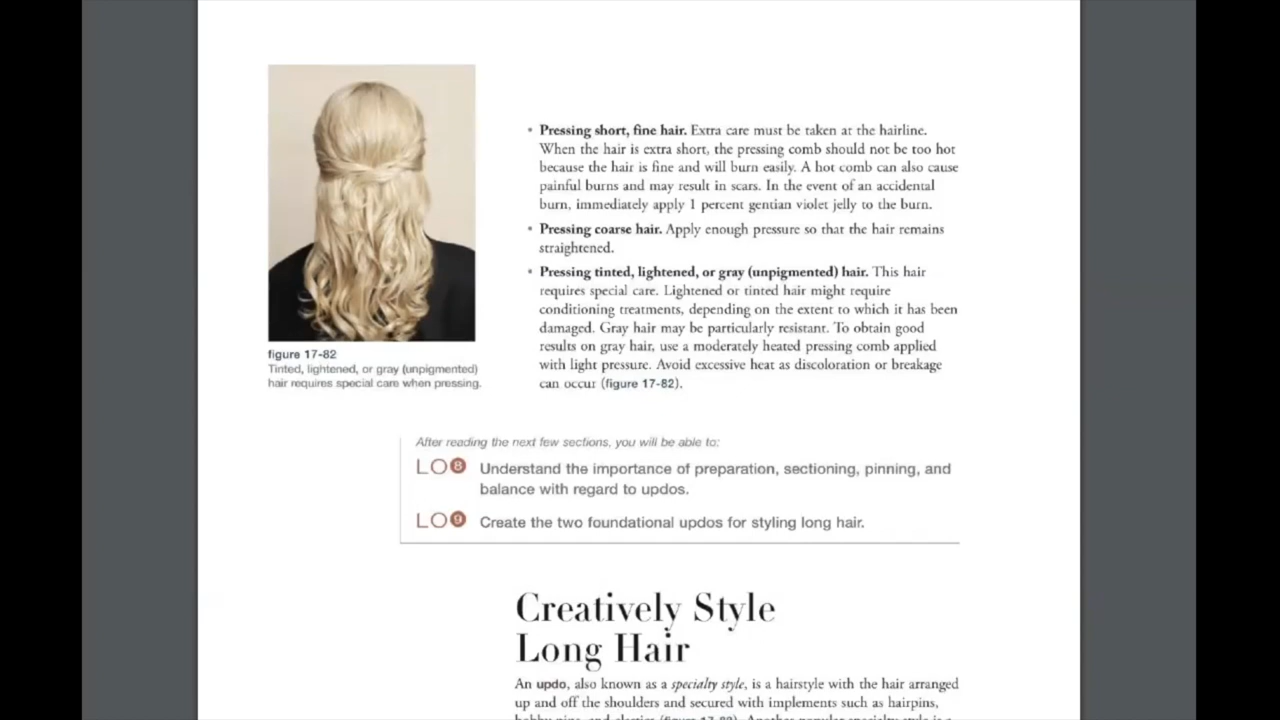 • Pressing short, fine hair. Extra care must be taken at the hairline.
When the hair is extra short, the pressing comb should not be too hot
because the hair is fine and will burn easily. A hot comb can also cause
painful burns and may result in scars. In the event of an accidental
burn, immediately apply 1 percent gentian violet jelly to the burn.
• Pressing coarse hair. Apply enough pressure so that the hair remains
straightened.
• Pressing tinted, lightened, or gray (unpigmented) hair. This hair
requires special care. Lightened or tinted hair might require
conditioning treatments, depending on the extent to which it has been
damaged. Gray hair may be particularly resistant. To obtain good
results on gray hair, use a moderately heated pressing comb applied
with light pressure. Avoid excessive heat as discoloration or breakage
can occur (figure 17-82).
figure 17-82
Tinted, lightened, or gray (unpigmented)
hair requires special care when pressing.
After reading the next few sections, you will be able to:
LO8 Understand the importance of preparation, sectioning, pinning, and
balance with regard to updos.
LO9 Create the two foundational updos for styling long hair.
Creatively Style
Long Hair
An updo, also known as a specialty style, is a hairstyle with the hair arranged
up and off the shoulders and secured with implements such as hairpins,